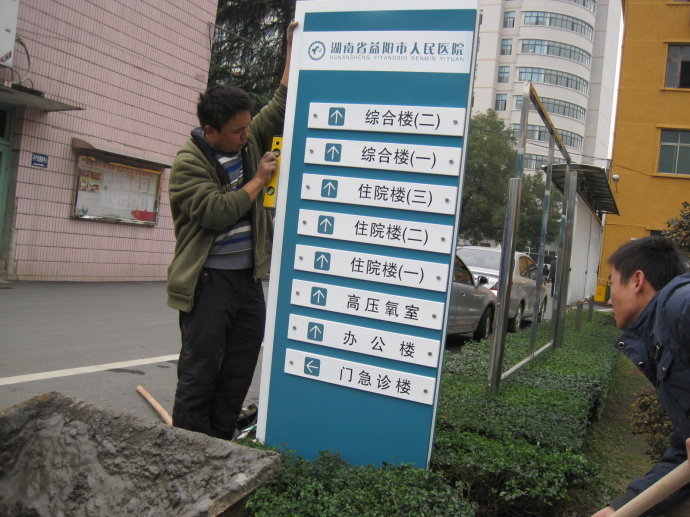 湖南省益阳市人民医院
HUNANSHENG YIYANGSHI RENMIN YIYUAN
综合楼(二)
综合楼(一)
住院楼(三)
住院楼(二)
住院楼(一)
高压氧室
办公楼
门急诊楼